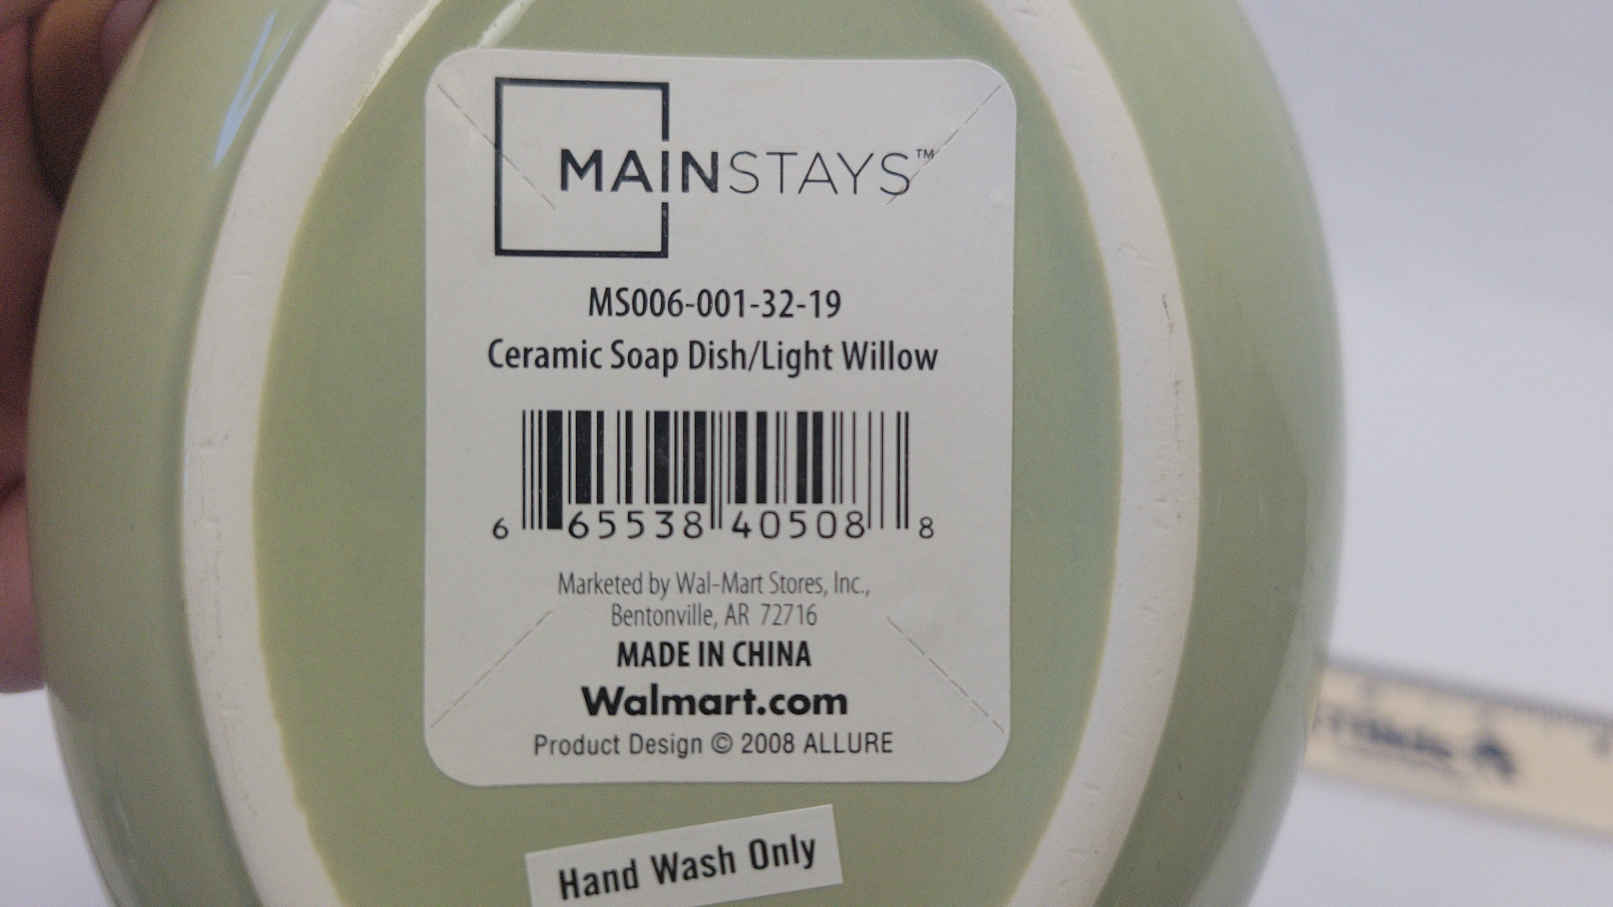 MAINSTAYS™
MS006-001-32-19
Ceramic Soap Dish/Light Willow
6 65538 40508 8
Marketed by Wal-Mart Stores, Inc.,
Bentonville, AR 72716
MADE IN CHINA
Walmart.com
Product Design © 2008 ALLURE
Hand Wash Only